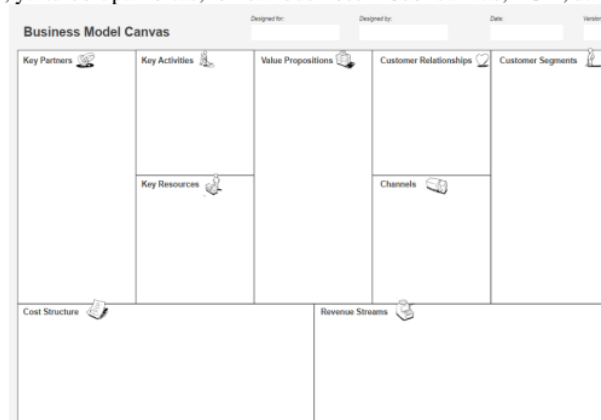 Designed for: Designed by: Date: Version
Business Model Canvas
Key Partners Key Activities Value Propositions Customer Relationships Customer Segments
Key Resources Channels
Cost Structure Revenue Streams